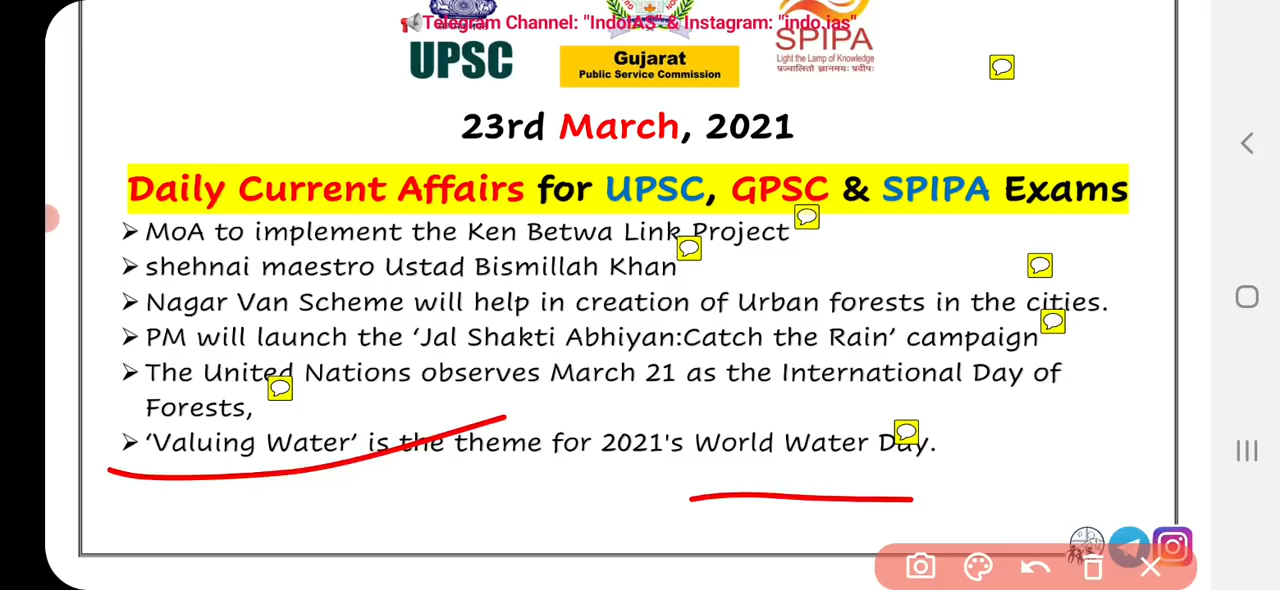 📢Telegram Channel: "IndoIAS" & Instagram: "indo.ias"
UPSC
Gujarat
Public Service Commission
SPIPA
Light the Lamp of Knowledge
प्रज्वालितो ज्ञानमयः प्रदीपः
23rd March, 2021
Daily Current Affairs for UPSC, GPSC & SPIPA Exams
➤ MoA to implement the Ken Betwa Link Project
➤ shehnai maestro Ustad Bismillah Khan
➤ Nagar Van Scheme will help in creation of Urban forests in the cities.
➤ PM will launch the ‘Jal Shakti Abhiyan:Catch the Rain’ campaign
➤ The United Nations observes March 21 as the International Day of
Forests,
➤ ‘Valuing Water’ is the theme for 2021's World Water Day.